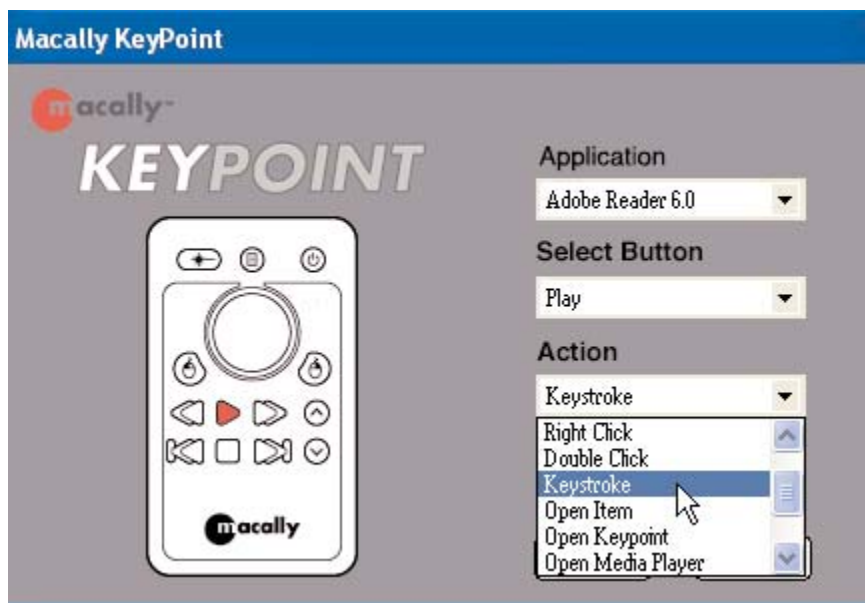 Macally KeyPoint
macally™
KEYPOINT
Application
Adobe Reader 6.0
Select Button
Play
Action
Keystroke
Right Click
Double Click
Keystroke
Open Item
Open Keypoint
Open Media Player
macally